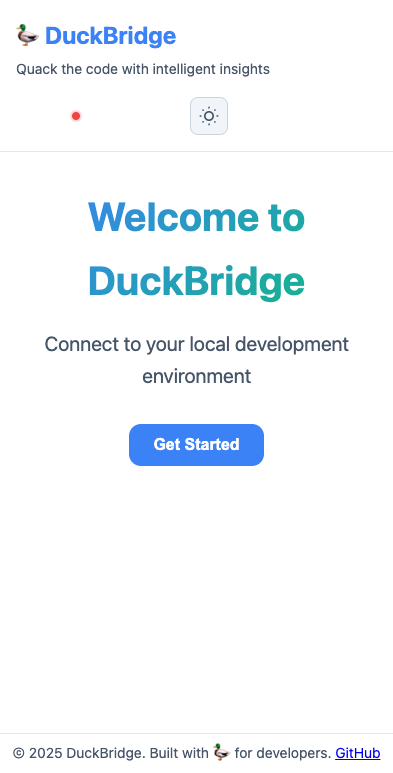 🦆 DuckBridge
Quack the code with intelligent insights
Welcome to
DuckBridge
Connect to your local development
environment
Get Started
© 2025 DuckBridge. Built with 🦆 for developers. GitHub